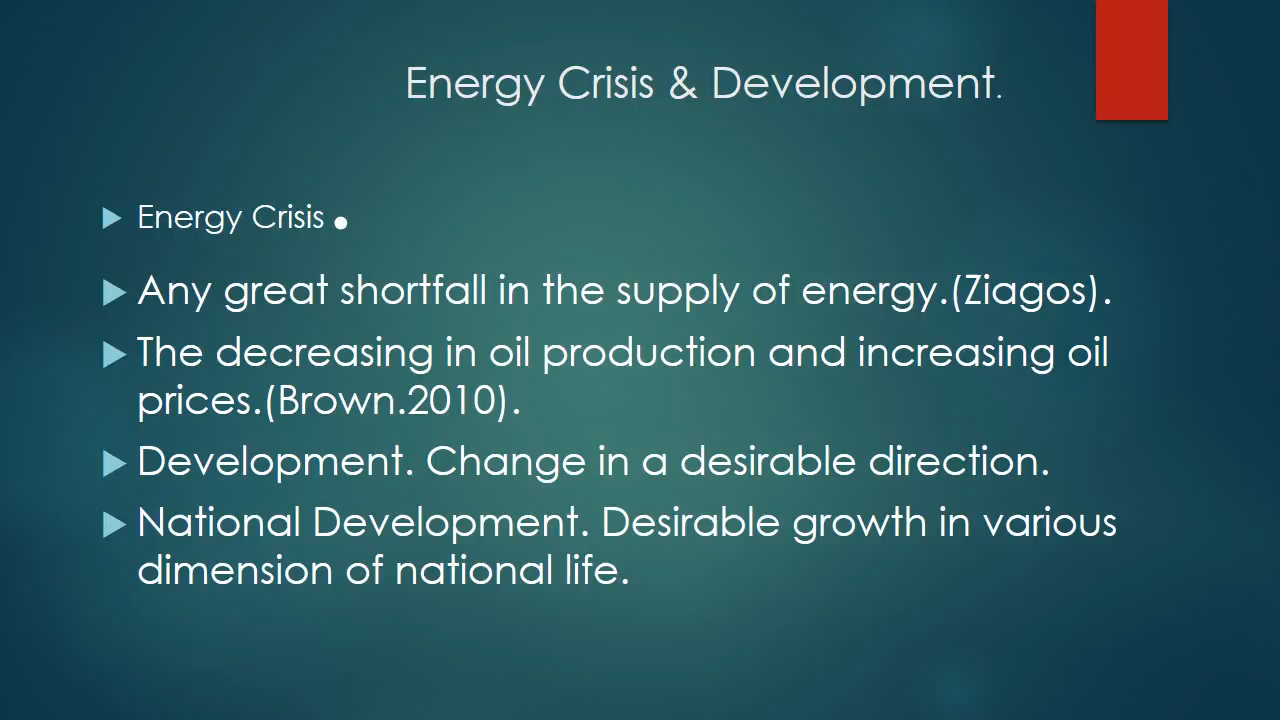 Energy Crisis & Development.
Energy Crisis.
Any great shortfall in the supply of energy.(Ziagos).
The decreasing in oil production and increasing oil
prices.(Brown.2010).
Development. Change in a desirable direction.
National Development. Desirable growth in various
dimension of national life.